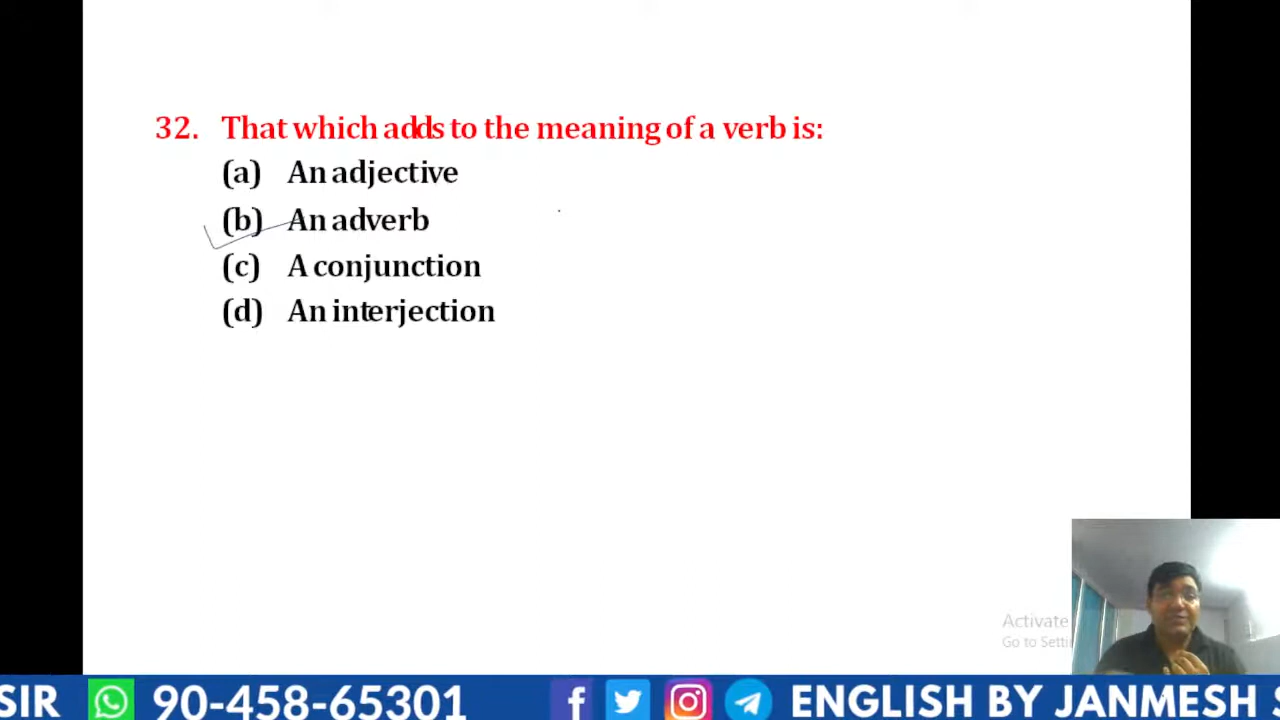 32. That which adds to the meaning of a verb is:
(a) An adjective
(b) An adverb
(c) A conjunction
(d) An interjection
Activate
Go to Setti
SIR 90-458-65301 ENGLISH BY JANMESH S